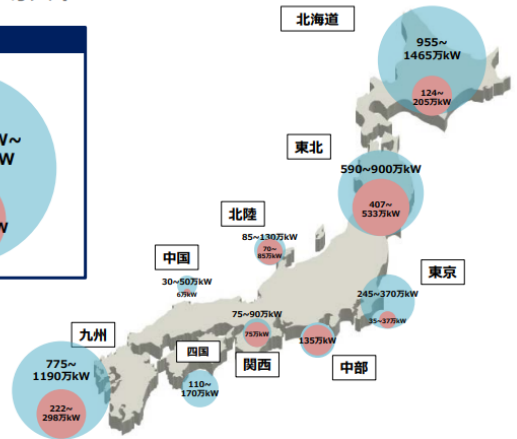 北海道
955~
1465万kW
124~
205万kW
W~
W
W
東北
590~900万kW
407~
533万kW
北陸
85~130万kW
70~
85万kW
中国
30~50万kW
6万kW
東京
245~370万kW
35~37万kW
75~90万kW
75万kW
関西
135万kW
中部
九州
775~
1190万kW
222~
298万kW
四国
110~
170万kW